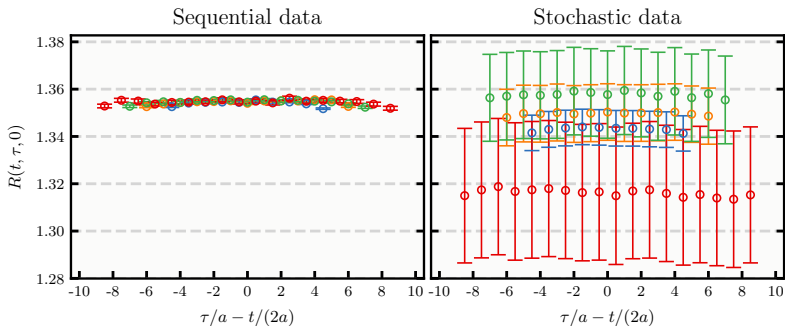 Sequential data
Stochastic data
R(t, τ, 0)
1.38
1.36
1.34
1.32
1.30
1.28
-10 -8 -6 -4 -2 0 2 4 6 8 10
-10 -8 -6 -4 -2 0 2 4 6 8 10
τ/a − t/(2a)
τ/a − t/(2a)